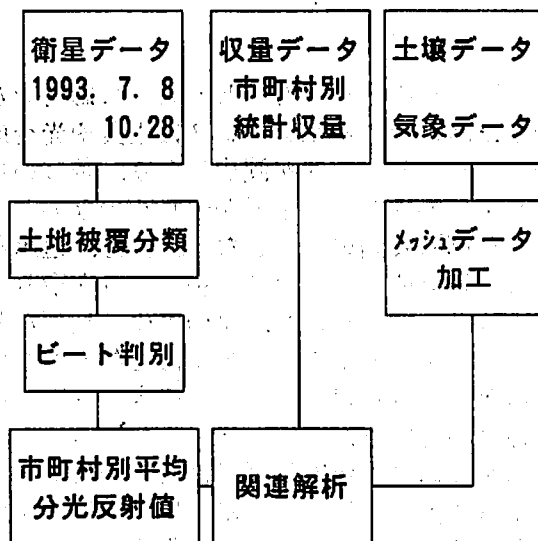 衛星データ
1993. 7. 8
10.28
収量データ
市町村別
統計収量
土壌データ
気象データ
土地被覆分類
メッシュデータ
加工
ビート判別
市町村別平均
分光反射値
関連解析